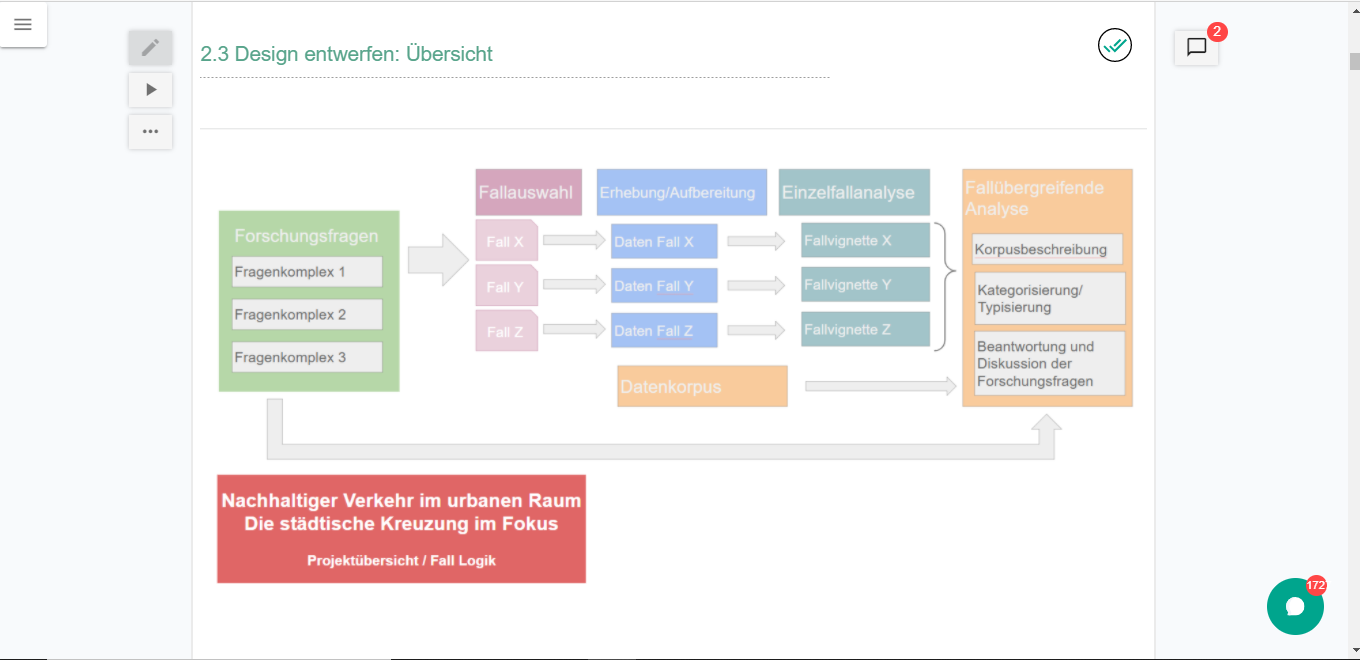 2.3 Design entwerfen: Übersicht
2
Forschungsfragen
Fragenkomplex 1
Fragenkomplex 2
Fragenkomplex 3
Fallauswahl
Fall X
Fall Y
Fall Z
Erhebung/Aufbereitung
Daten Fall X
Daten Fall Y
Daten Fall Z
Datenkorpus
Einzelfallanalyse
Fallvignette X
Fallvignette Y
Fallvignette Z
Fallübergreifende
Analyse
Korpusbeschreibung
Kategorisierung/
Typisierung
Beantwortung und
Diskussion der
Forschungsfragen
Nachhaltiger Verkehr im urbanen Raum
Die städtische Kreuzung im Fokus
Projektübersicht / Fall Logik
172